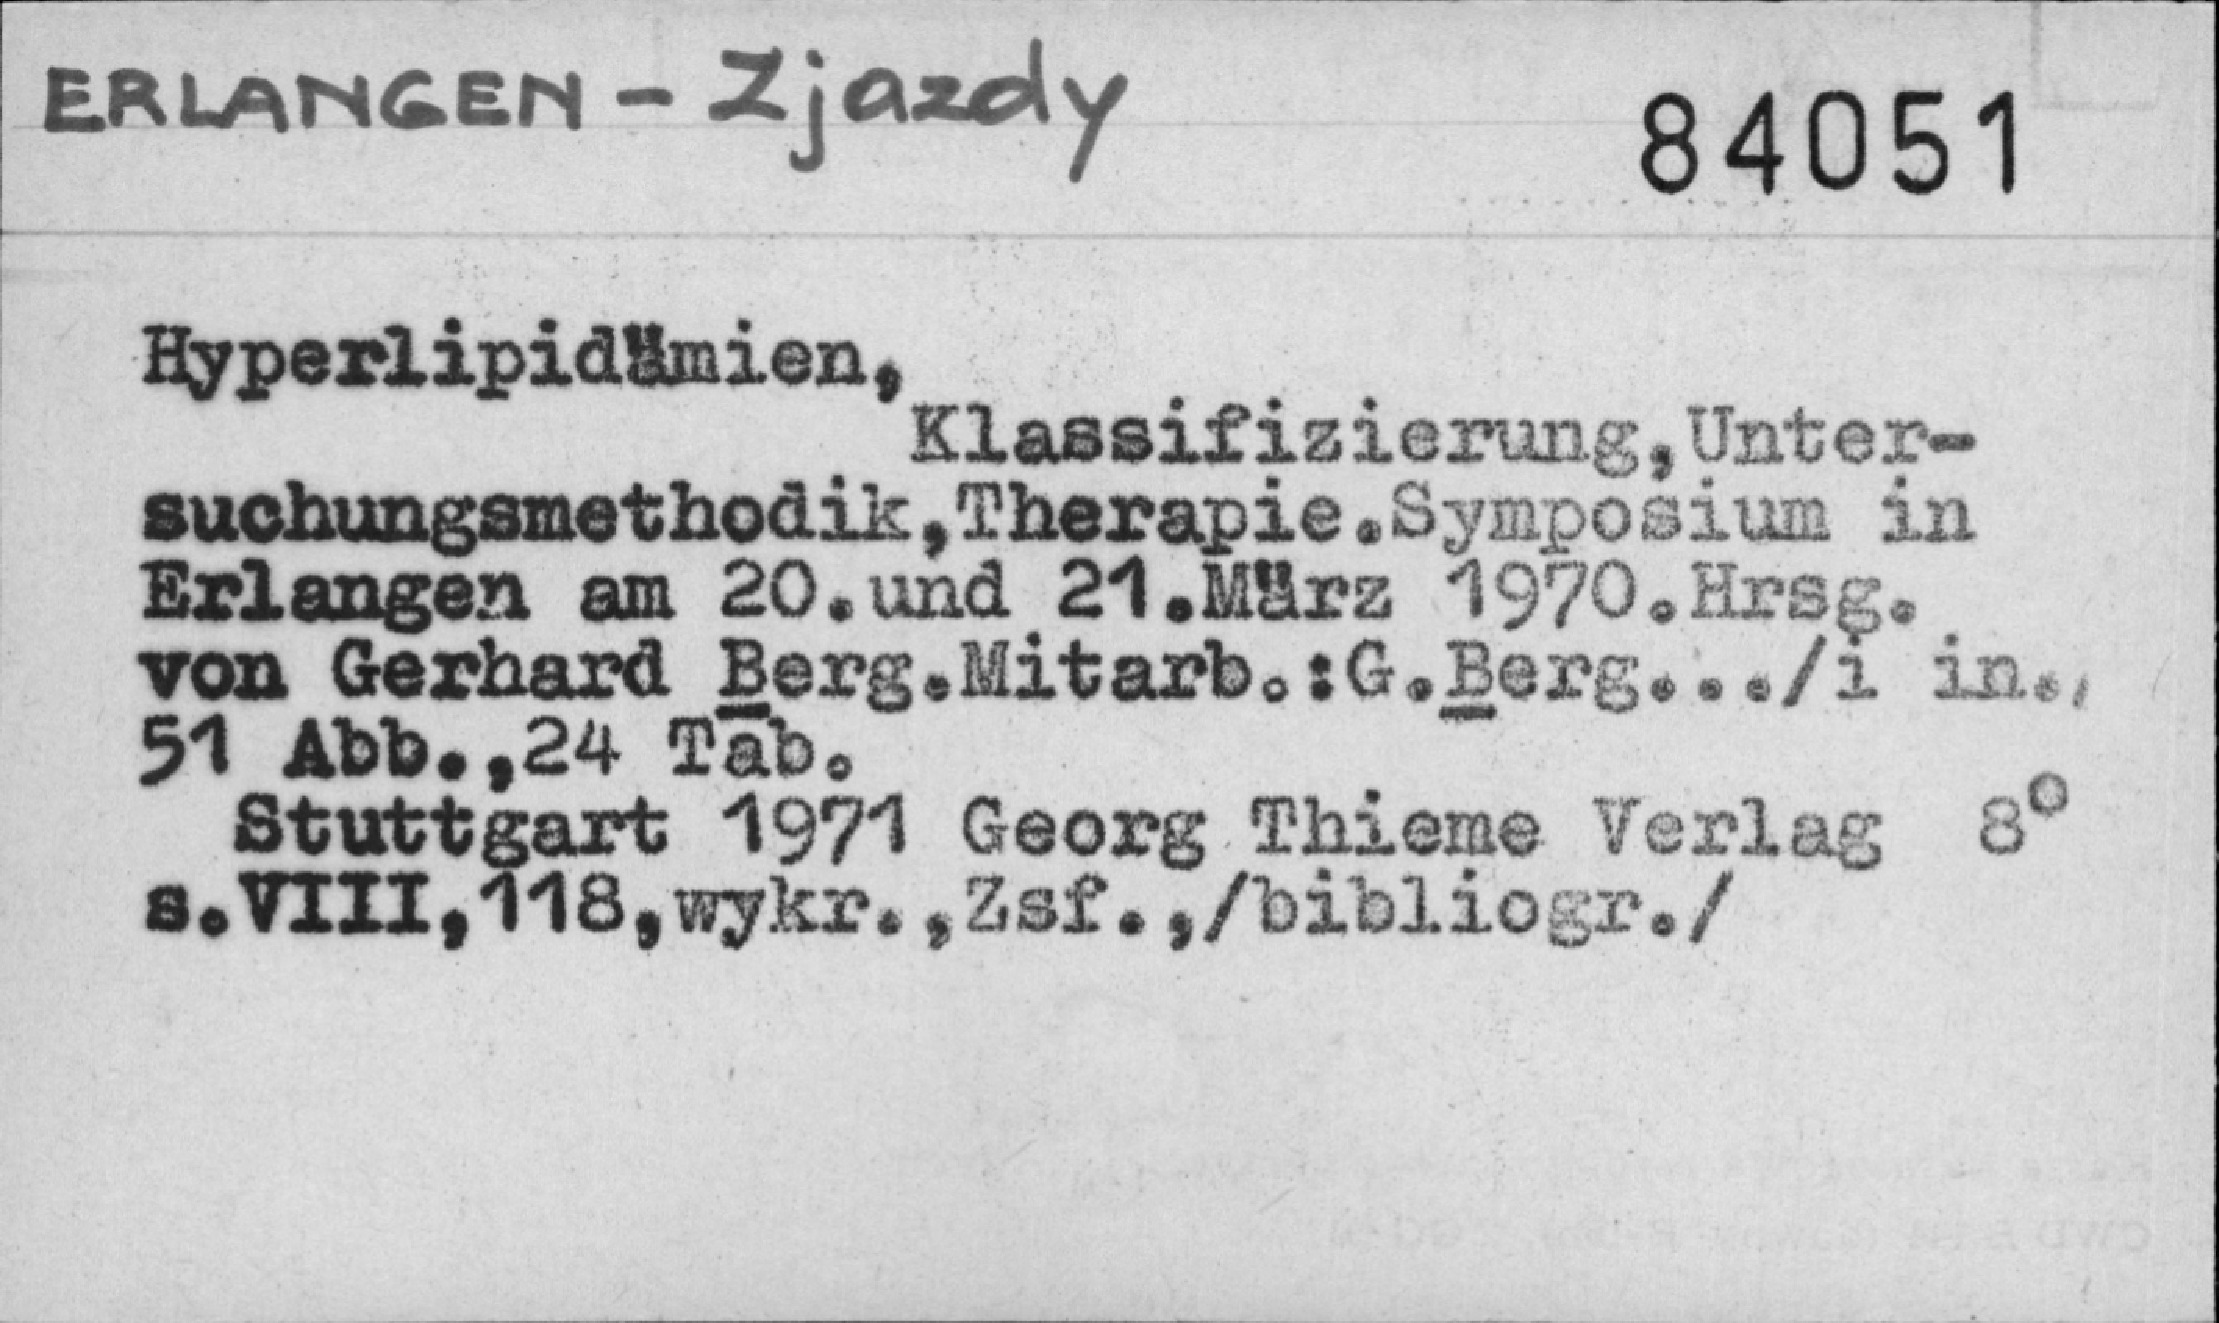 ERLANGEN - Zjazdy
84051
Hyperlipidämien,
Klassifizierung,Unter-
suchungsmethodik,Therapie.Symposium in
Erlangen am 20.und 21.März 1970.Hrsg.
von Gerhard Berg.Mitarb.:G.Berg.../i in.,
51 Abb.,24 Tab.
Stuttgart 1971 Georg Thieme Verlag 8°
s.VIII,118,wykr.,Zsf.,/bibliogr./